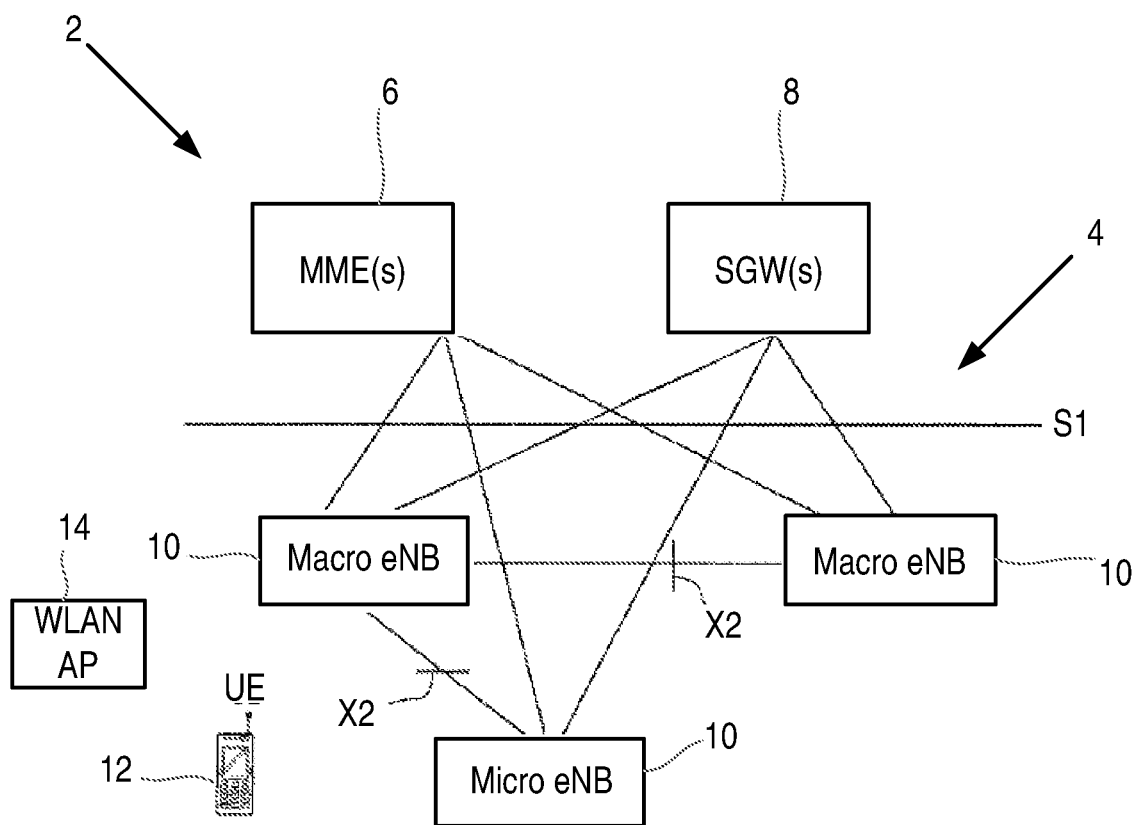 2
6
8
4
MME(s)
SGW(s)
S1
14
10
Macro eNB
Macro eNB
10
WLAN
AP
X2
UE
X2
12
10
Micro eNB